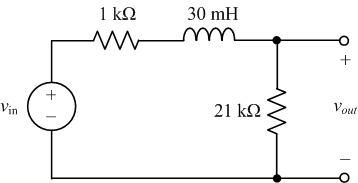 1 kΩ 30 mH
+
+
21 kΩ
v_in
v_out
−
−